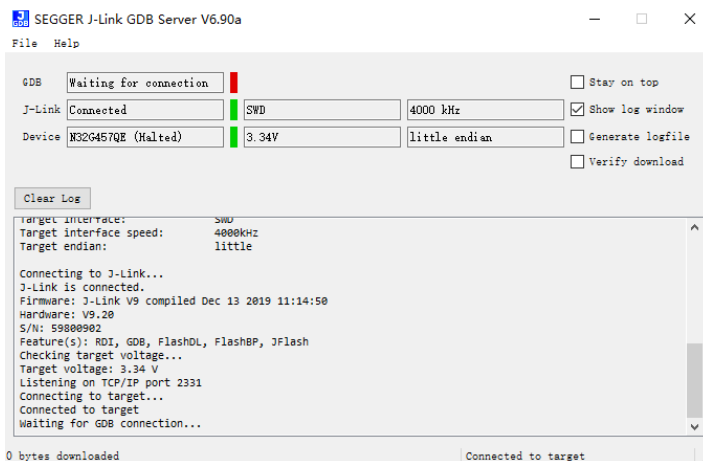 SEGGER J-Link GDB Server V6.90a
File Help
GDB Waiting for connection Stay on top
J-Link Connected SWD 4000 kHz Show log window
Device N32G457QE (Halted) 3.34V little endian Generate logfile
Verify download
Clear Log
Target interface: SWD
Target interface speed: 4000kHz
Target endian: little
Connecting to J-Link...
J-Link is connected.
Firmware: J-Link V9 compiled Dec 13 2019 11:14:50
Hardware: V9.20
S/N: 59800902
Feature(s): RDI, GDB, FlashDL, FlashBP, JFlash
Checking target voltage...
Target voltage: 3.34 V
Listening on TCP/IP port 2331
Connecting to target...
Connected to target
Waiting for GDB connection...
0 bytes downloaded Connected to target